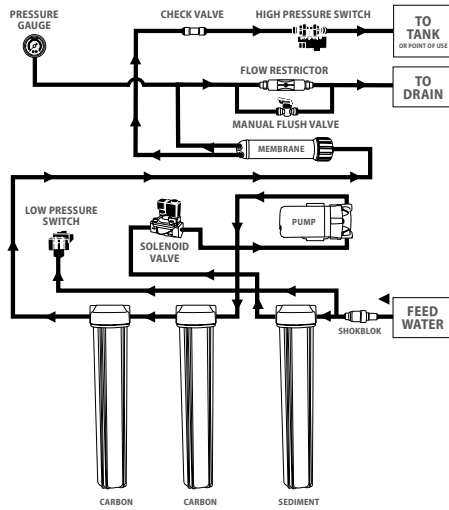 PRESSURE
GAUGE
CHECK VALVE
HIGH PRESSURE SWITCH
TO
TANK
OR POINT OF USE
FLOW RESTRICTOR
TO
DRAIN
MANUAL FLUSH VALVE
MEMBRANE
LOW PRESSURE
SWITCH
SOLENOID
VALVE
PUMP
SHOKBLOK
FEED
WATER
CARBON
CARBON
SEDIMENT